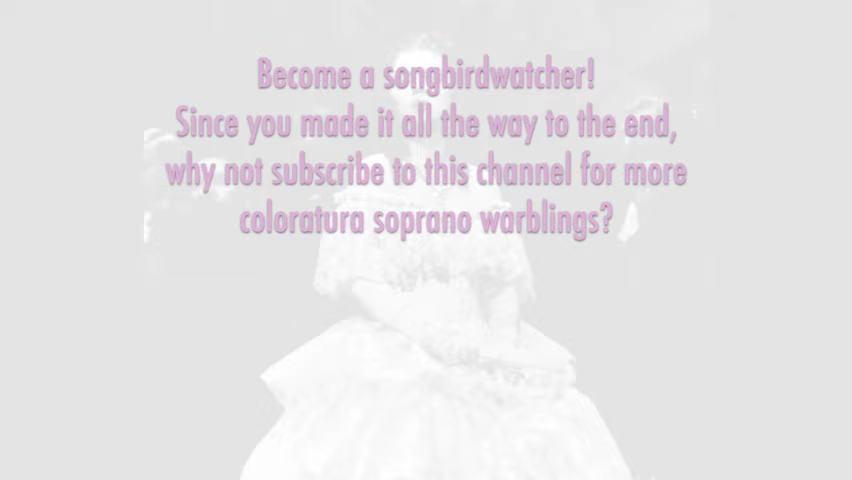 Become a songbirdwatcher!
Since you made it all the way to the end,
why not subscribe to this channel for more
coloratura soprano warblings?